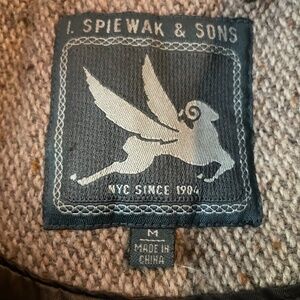 I. SPIEWAK & SONS
NYC SINCE 1904
M
MADE IN
CHINA